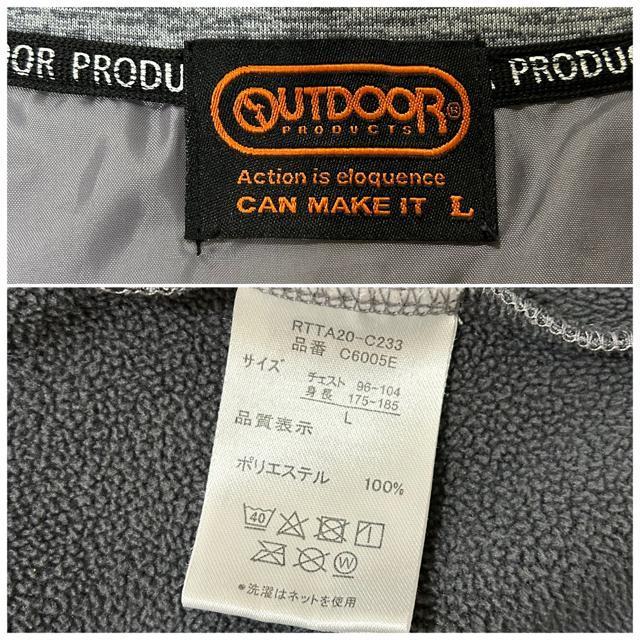 OOR PRODU
PRODUC
OUTDOOR®
PRODUCTS
Action is eloquence
CAN MAKE IT L
RTTA20-C233
品番 C6005E
サイズ
チェスト 96-104
身長 175-185
L
品質表示
ポリエステル 100%
40
W
*洗濯はネットを使用